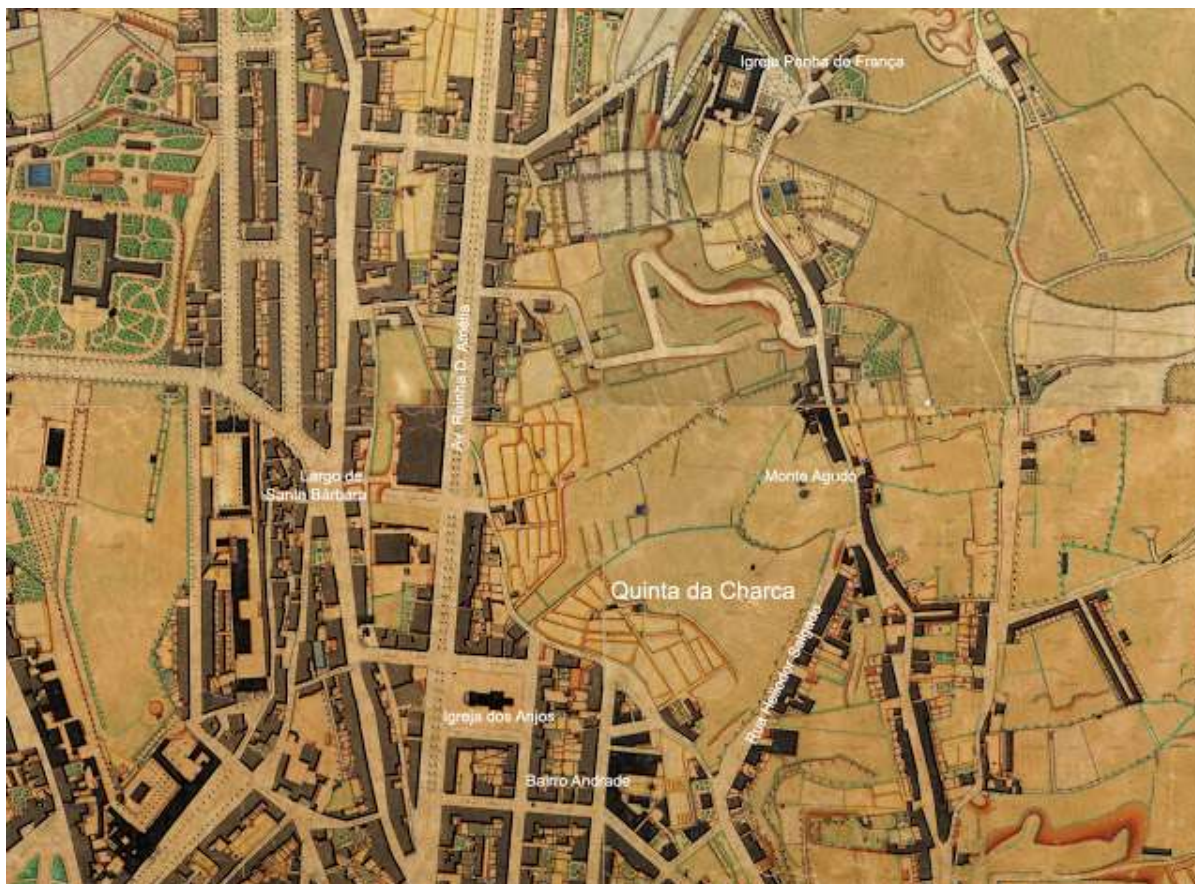 Igreja Penha de França
Av. Rainha D. Amélia
Largo de
Santa Bárbara
Monte Agudo
Quinta da Charca
Rua Heliodor Salgado
Igreja dos Anjos
Bairro Andrade